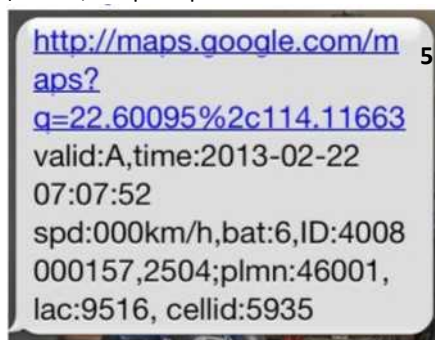 http://maps.google.com/m
aps?
5
q=22.60095%2c114.11663
valid:A,time:2013-02-22
07:07:52
spd:000km/h,bat:6,ID:4008
000157,2504;plmn:46001,
lac:9516, cellid:5935